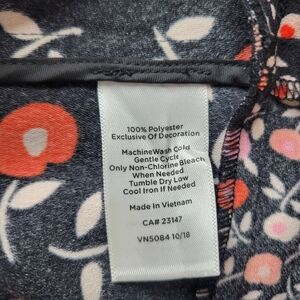 100% Polyester
Exclusive Of Decoration
MachineWash Cold
Gentle Cycle
Only Non-Chlorine Bleach
When Needed
Tumble Dry Low
Cool Iron If Needed
Made in Vietnam
CA# 23147
VN5084 10/18